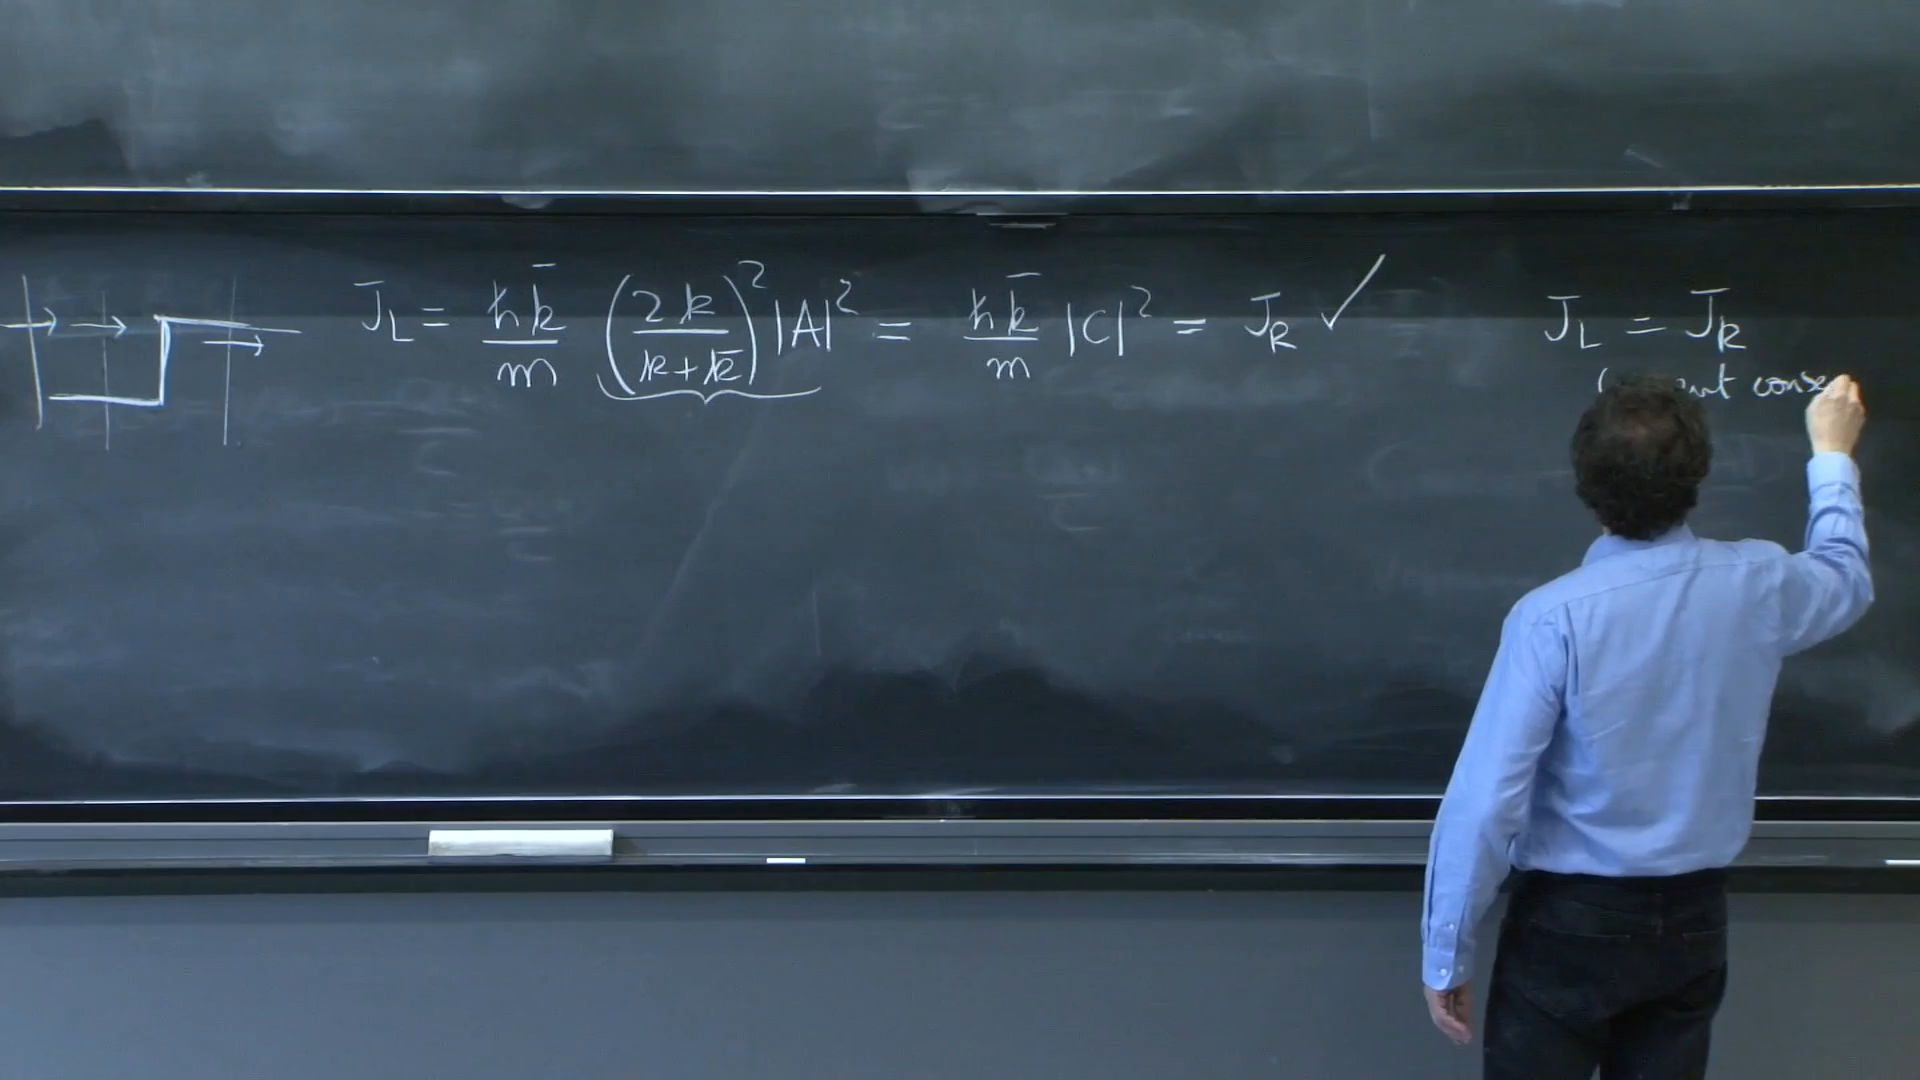 J_L = ħk̄/m (2k/(k+k̄))² |A|² = ħk̄/m |C|² = J_R ✓
J_L = J_R